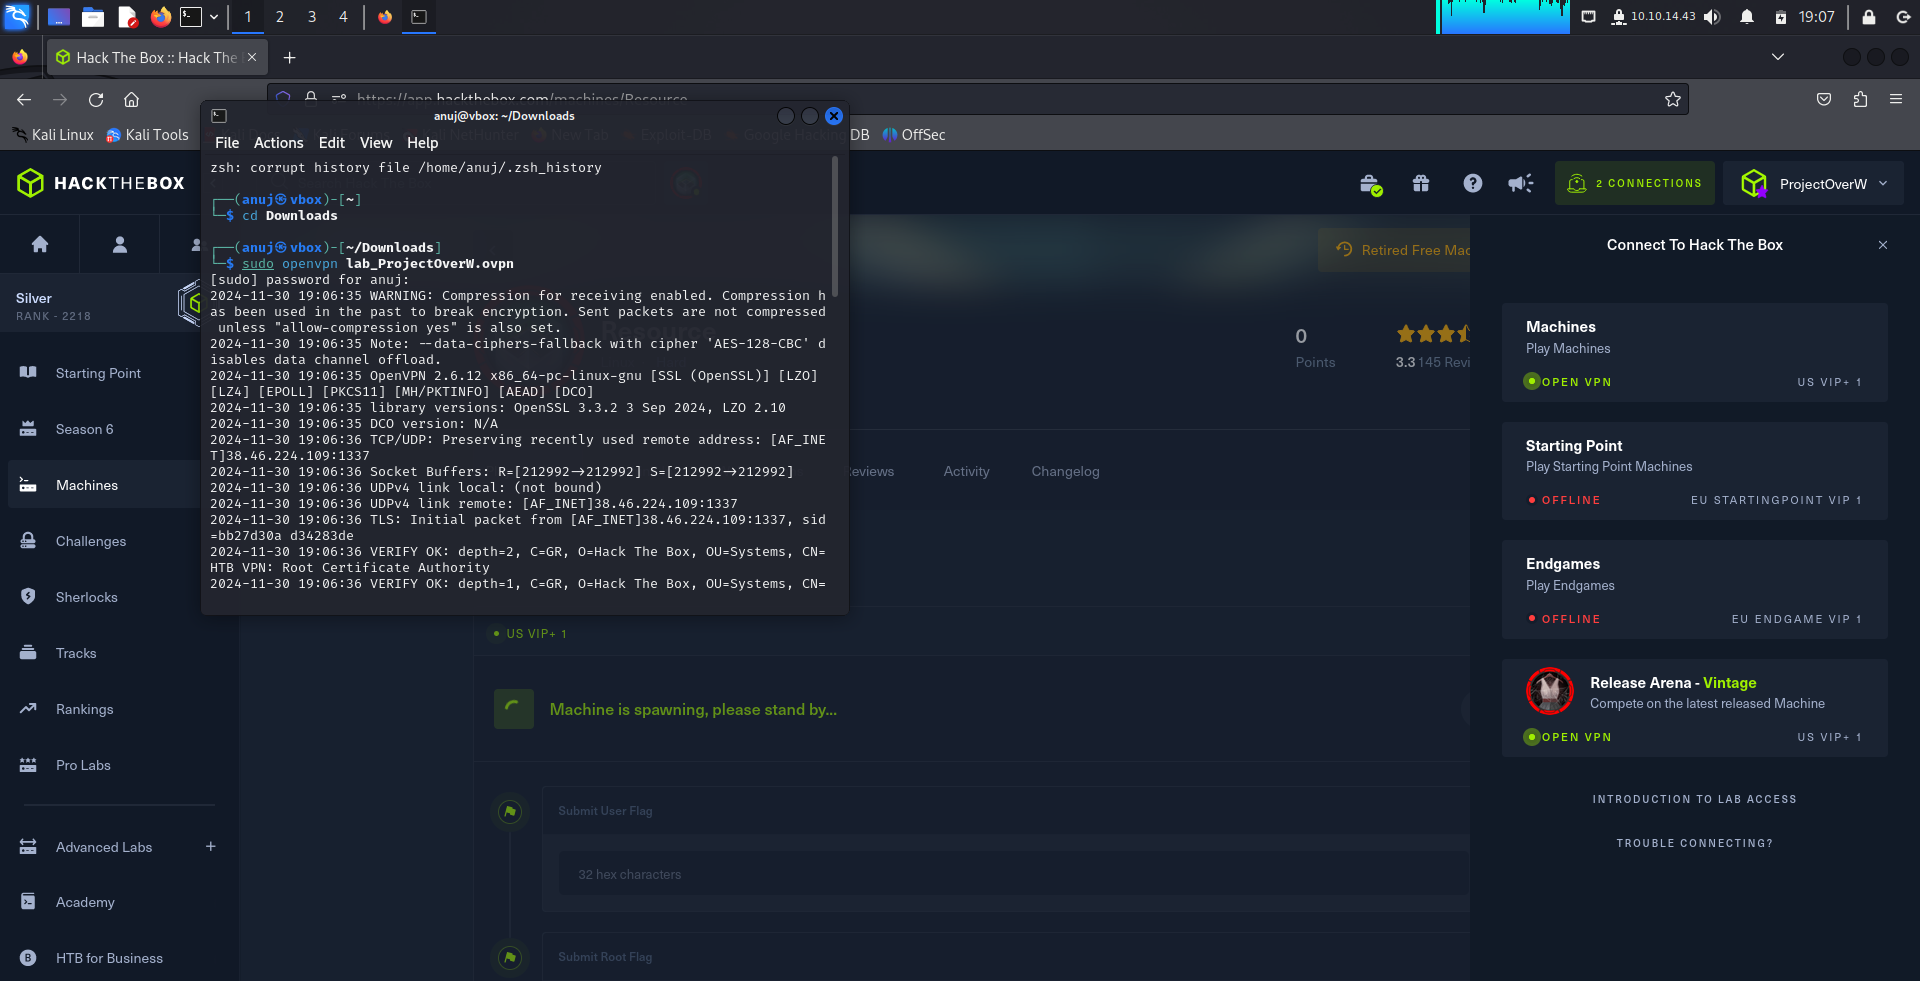 1 2 3 4
10.10.14.43 19:07
Hack The Box :: Hack The
https://app.hackthebox.com/machines/Resource
Kali Linux Kali Tools Kali NetHunter New Tab Exploit-DB Google Hacking DB OffSec
anuj@vbox: ~/Downloads
File Actions Edit View Help
zsh: corrupt history file /home/anuj/.zsh_history
┌──(anuj㉿vbox)-[~]
└─$ cd Downloads
┌──(anuj㉿vbox)-[~/Downloads]
└─$ sudo openvpn lab_ProjectOverW.ovpn
[sudo] password for anuj:
2024-11-30 19:06:35 WARNING: Compression for receiving enabled. Compression h
as been used in the past to break encryption. Sent packets are not compressed
unless "allow-compression yes" is also set.
2024-11-30 19:06:35 Note: --data-ciphers-fallback with cipher 'AES-128-CBC' d
isables data channel offload.
2024-11-30 19:06:35 OpenVPN 2.6.12 x86_64-pc-linux-gnu [SSL (OpenSSL)] [LZO]
[LZ4] [EPOLL] [PKCS11] [MH/PKTINFO] [AEAD] [DCO]
2024-11-30 19:06:35 library versions: OpenSSL 3.3.2 3 Sep 2024, LZO 2.10
2024-11-30 19:06:35 DCO version: N/A
2024-11-30 19:06:36 TCP/UDP: Preserving recently used remote address: [AF_INE
T]38.46.224.109:1337
2024-11-30 19:06:36 Socket Buffers: R=[212992->212992] S=[212992->212992]
2024-11-30 19:06:36 UDPv4 link local: (not bound)
2024-11-30 19:06:36 UDPv4 link remote: [AF_INET]38.46.224.109:1337
2024-11-30 19:06:36 TLS: Initial packet from [AF_INET]38.46.224.109:1337, sid
=bb27d30a d34283de
2024-11-30 19:06:36 VERIFY OK: depth=2, C=GR, O=Hack The Box, OU=Systems, CN=
HTB VPN: Root Certificate Authority
2024-11-30 19:06:36 VERIFY OK: depth=1, C=GR, O=Hack The Box, OU=Systems, CN=
HACKTHEBOX
2 CONNECTIONS
ProjectOverW
Silver
RANK - 2218
Starting Point
Season 6
Machines
Challenges
Sherlocks
Tracks
Rankings
Pro Labs
Advanced Labs +
Academy
HTB for Business
Retired Free Mac
Resource
0
Points
3.3 145 Revi
Reviews Activity Changelog
US VIP+ 1
Machine is spawning, please stand by...
Submit User Flag
32 hex characters
Submit Root Flag
Connect To Hack The Box
Machines
Play Machines
OPEN VPN US VIP+ 1
Starting Point
Play Starting Point Machines
OFFLINE EU STARTINGPOINT VIP 1
Endgames
Play Endgames
OFFLINE EU ENDGAME VIP 1
Release Arena - Vintage
Compete on the latest released Machine
OPEN VPN US VIP+ 1
INTRODUCTION TO LAB ACCESS
TROUBLE CONNECTING?